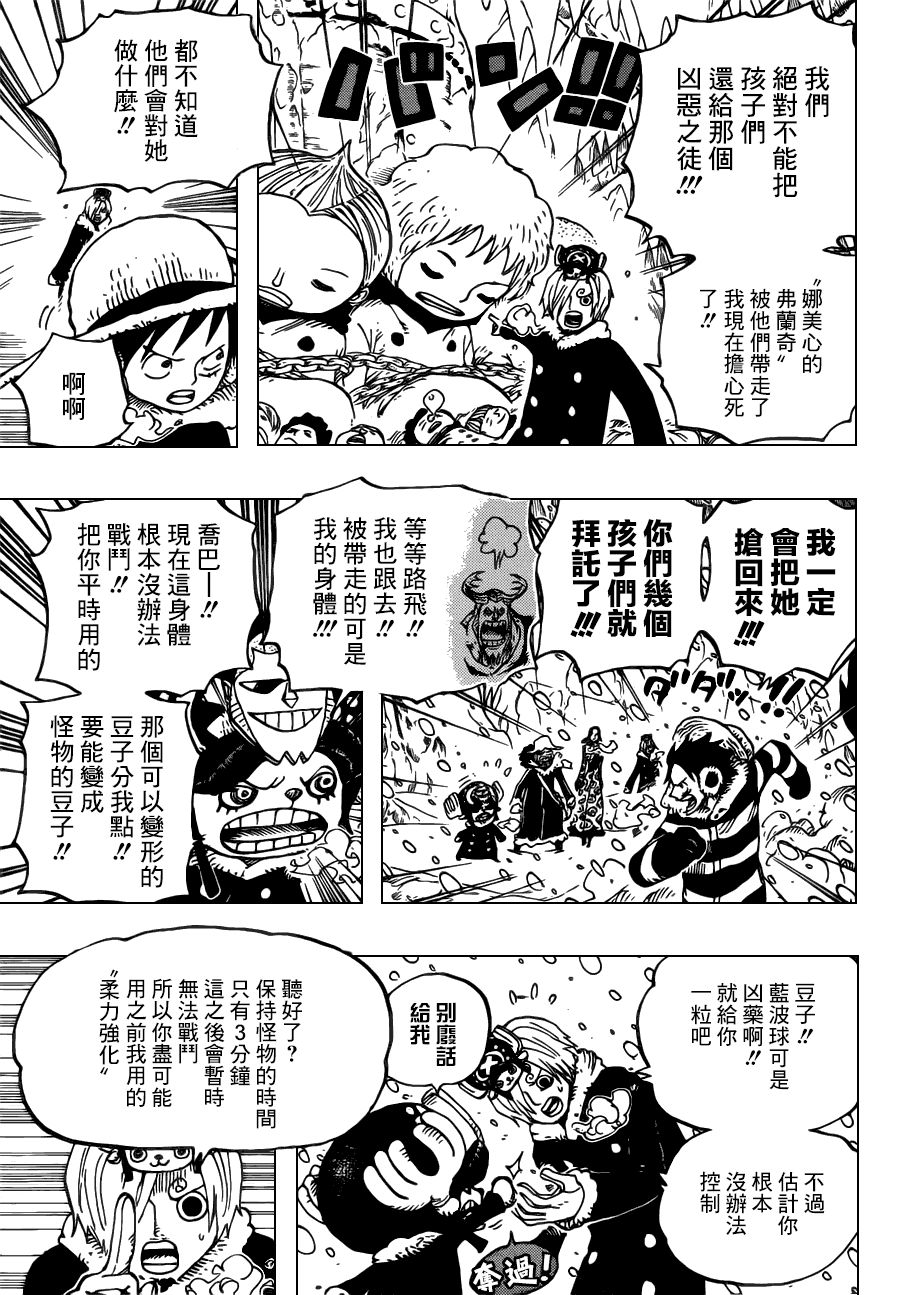 我們
絕對不能把
孩子們
還給那個
凶惡之徒!!!
〝娜美心的
弗蘭奇〞
被他們帶走了
我現在擔心死
了!!
バーン!!
都不知道
他們會對她
做什麼!!
啊
啊
我一定
會把她
搶回來!!!
你們幾個
孩子們就
拜託了!!!
ダダダッ!!
等等路飛!!
我也跟去!!
被帶走的可是
我的身體!!!
喬巴—!!
現在這身體
根本沒辦法
戰鬥!!
把你平時用的
那個可以變形的
豆子分我點!!
要能變成
怪物的豆子!!
豆子!!
藍波球可是
凶藥啊!!
就給你
一粒吧
不過
估計你
根本
沒辦法
控制
別廢話
給我
奪過!
聽好了?
保持怪物的時間
只有3分鐘
這之後會暫時
無法戰鬥
所以你盡可能
用之前我用的
〝柔力強化〞